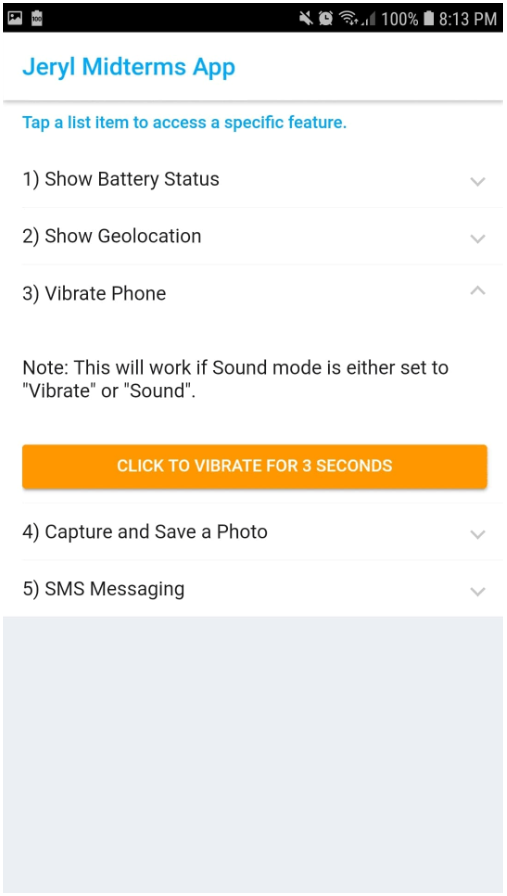 100 100% 8:13 PM
Jeryl Midterms App
Tap a list item to access a specific feature.
1) Show Battery Status
2) Show Geolocation
3) Vibrate Phone
Note: This will work if Sound mode is either set to
"Vibrate" or "Sound".
CLICK TO VIBRATE FOR 3 SECONDS
4) Capture and Save a Photo
5) SMS Messaging